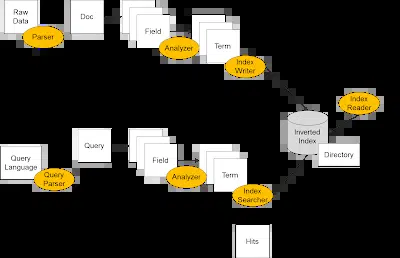 Raw
Data
Parser
Doc
Field
Analyzer
Term
Index
Writer
Index
Reader
Inverted
Index
Directory
Query
Language
Query
Parser
Query
Field
Analyzer
Term
Index
Searcher
Hits